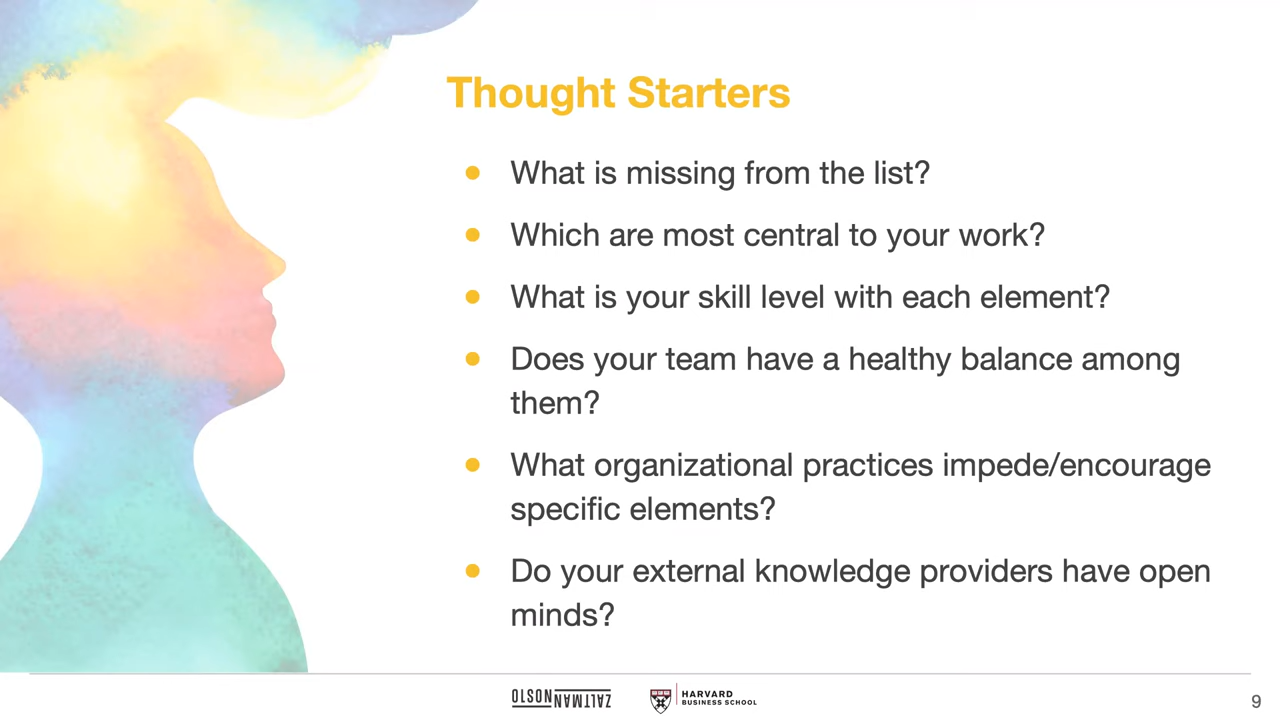 Thought Starters
● What is missing from the list?
● Which are most central to your work?
● What is your skill level with each element?
● Does your team have a healthy balance among
them?
● What organizational practices impede/encourage
specific elements?
● Do your external knowledge providers have open
minds?
OLSON ZALTMAN
HARVARD
BUSINESS SCHOOL
9